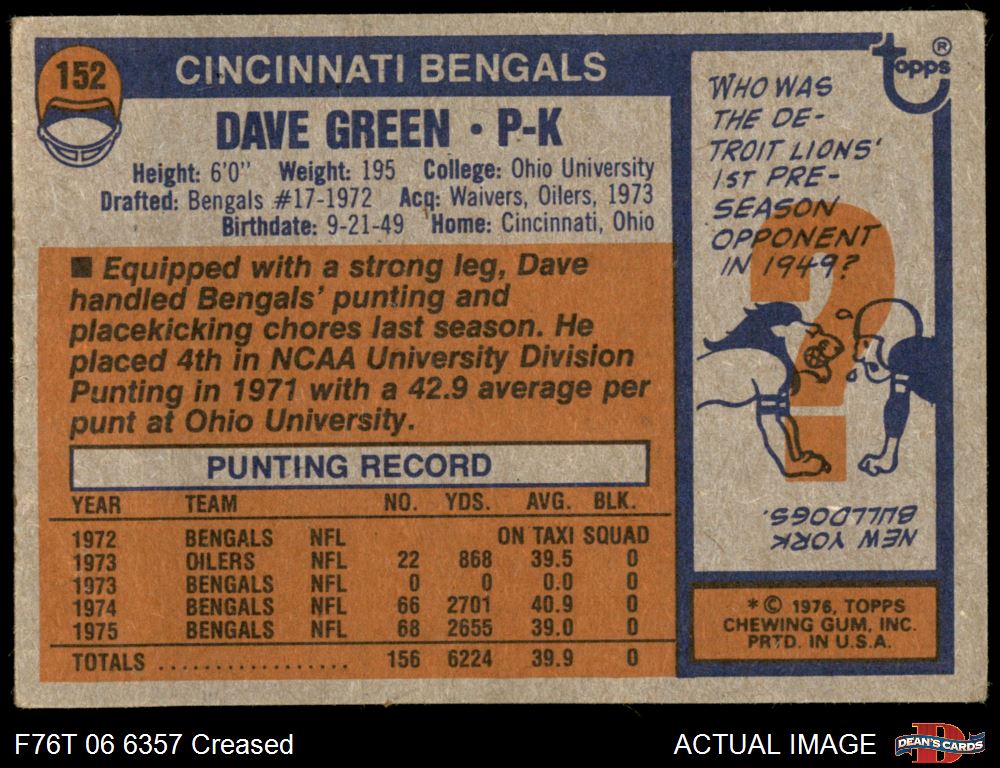 152
CINCINNATI BENGALS
DAVE GREEN • P-K
Height: 6'0" Weight: 195 College: Ohio University
Drafted: Bengals #17-1972 Acq: Waivers, Oilers, 1973
Birthdate: 9-21-49 Home: Cincinnati, Ohio
■ Equipped with a strong leg, Dave
handled Bengals' punting and
placekicking chores last season. He
placed 4th in NCAA University Division
Punting in 1971 with a 42.9 average per
punt at Ohio University.
PUNTING RECORD
YEAR TEAM NO. YDS. AVG. BLK.
1972 BENGALS NFL ON TAXI SQUAD
1973 OILERS NFL 22 868 39.5 0
1973 BENGALS NFL 0 0 0.0 0
1974 BENGALS NFL 66 2701 40.9 0
1975 BENGALS NFL 68 2655 39.0 0
TOTALS ................. 156 6224 39.9 0
topps ®
WHO WAS
THE DE-
TROIT LIONS'
1ST PRE-
SEASON
OPPONENT
IN 1949?
NEW YORK
BULLDOGS.
* © 1976, TOPPS
CHEWING GUM, INC.
PRTD. IN U.S.A.
F76T 06 6357 Creased
ACTUAL IMAGE
D
DEAN'S CARDS